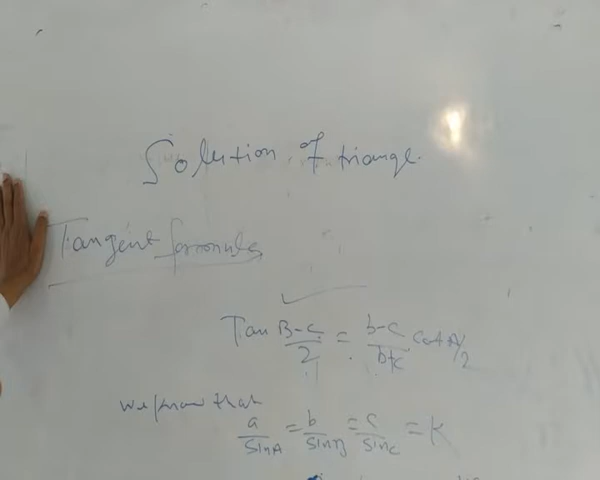 Solution of triangle.
Tangent formula
Tan B-C/2 = b-c/b+c cot A/2
we know that
a/sinA = b/sinB = c/sinC = K